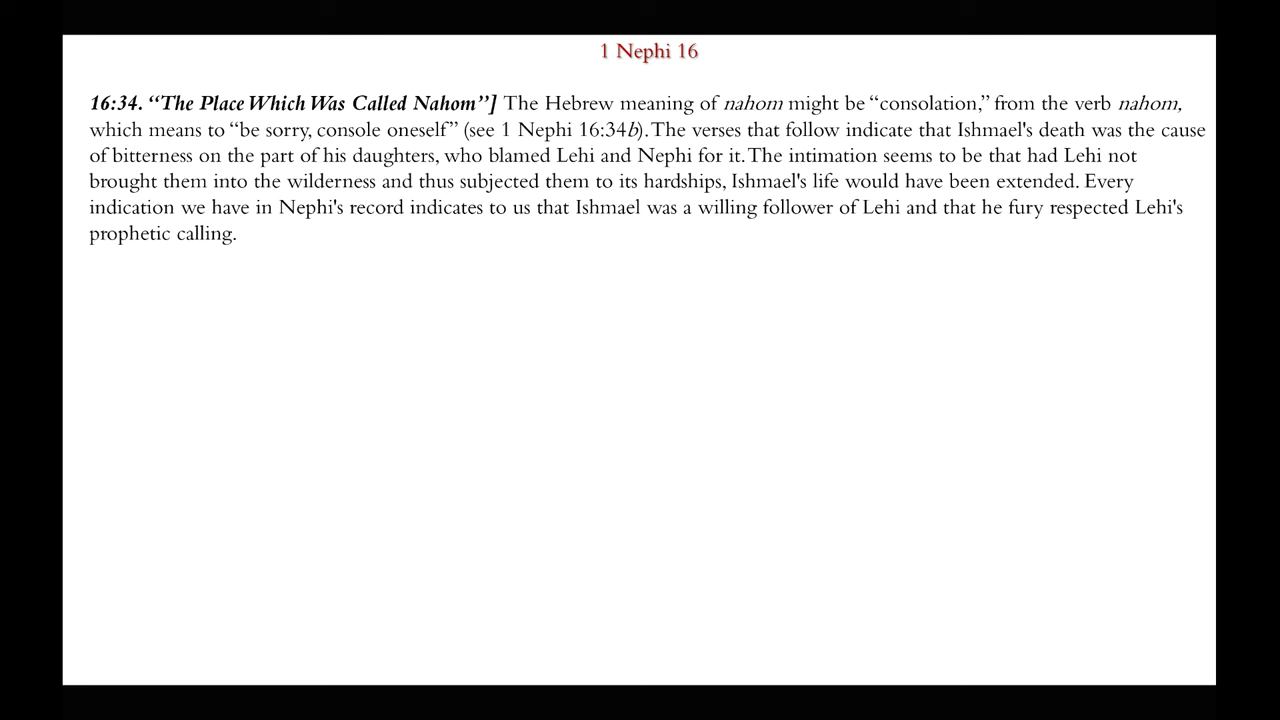 1 Nephi 16
16:34. “The Place Which Was Called Nahom”] The Hebrew meaning of nahom might be “consolation,” from the verb nahom,
which means to “be sorry, console oneself” (see 1 Nephi 16:34b). The verses that follow indicate that Ishmael's death was the cause
of bitterness on the part of his daughters, who blamed Lehi and Nephi for it. The intimation seems to be that had Lehi not
brought them into the wilderness and thus subjected them to its hardships, Ishmael's life would have been extended. Every
indication we have in Nephi's record indicates to us that Ishmael was a willing follower of Lehi and that he fury respected Lehi's
prophetic calling.